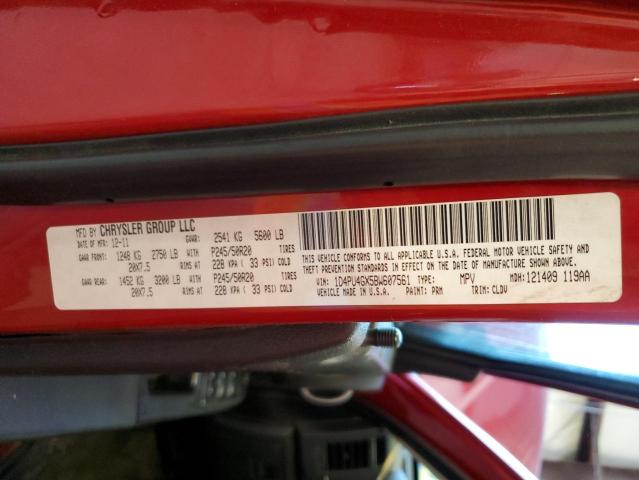 MFD BY CHRYSLER GROUP LLC
DATE OF MFR 12-11 GVWR: 2541 KG 5600 LB
GAWR FRONT: 1248 KG 2750 LB WITH P245/50R20 TIRES
20X7.5 RIMS AT 228 KPA ( 33 PSI) COLD
GAWR REAR: 1452 KG 3200 LB WITH P245/50R20 TIRES
20X7.5 RIMS AT 228 KPA ( 33 PSI) COLD
THIS VEHICLE CONFORMS TO ALL APPLICABLE U.S.A. FEDERAL MOTOR VEHICLE SAFETY AND
THEFT PREVENTION STANDARDS IN EFFECT ON THE DATE OF MANUFACTURE SHOWN ABOVE.
VIN: 1D4PU4GX5BW607561 TYPE: MPV MDH: 121409 119AA
VEHICLE MADE IN U.S.A. PAINT: PRM TRIM: CLDV